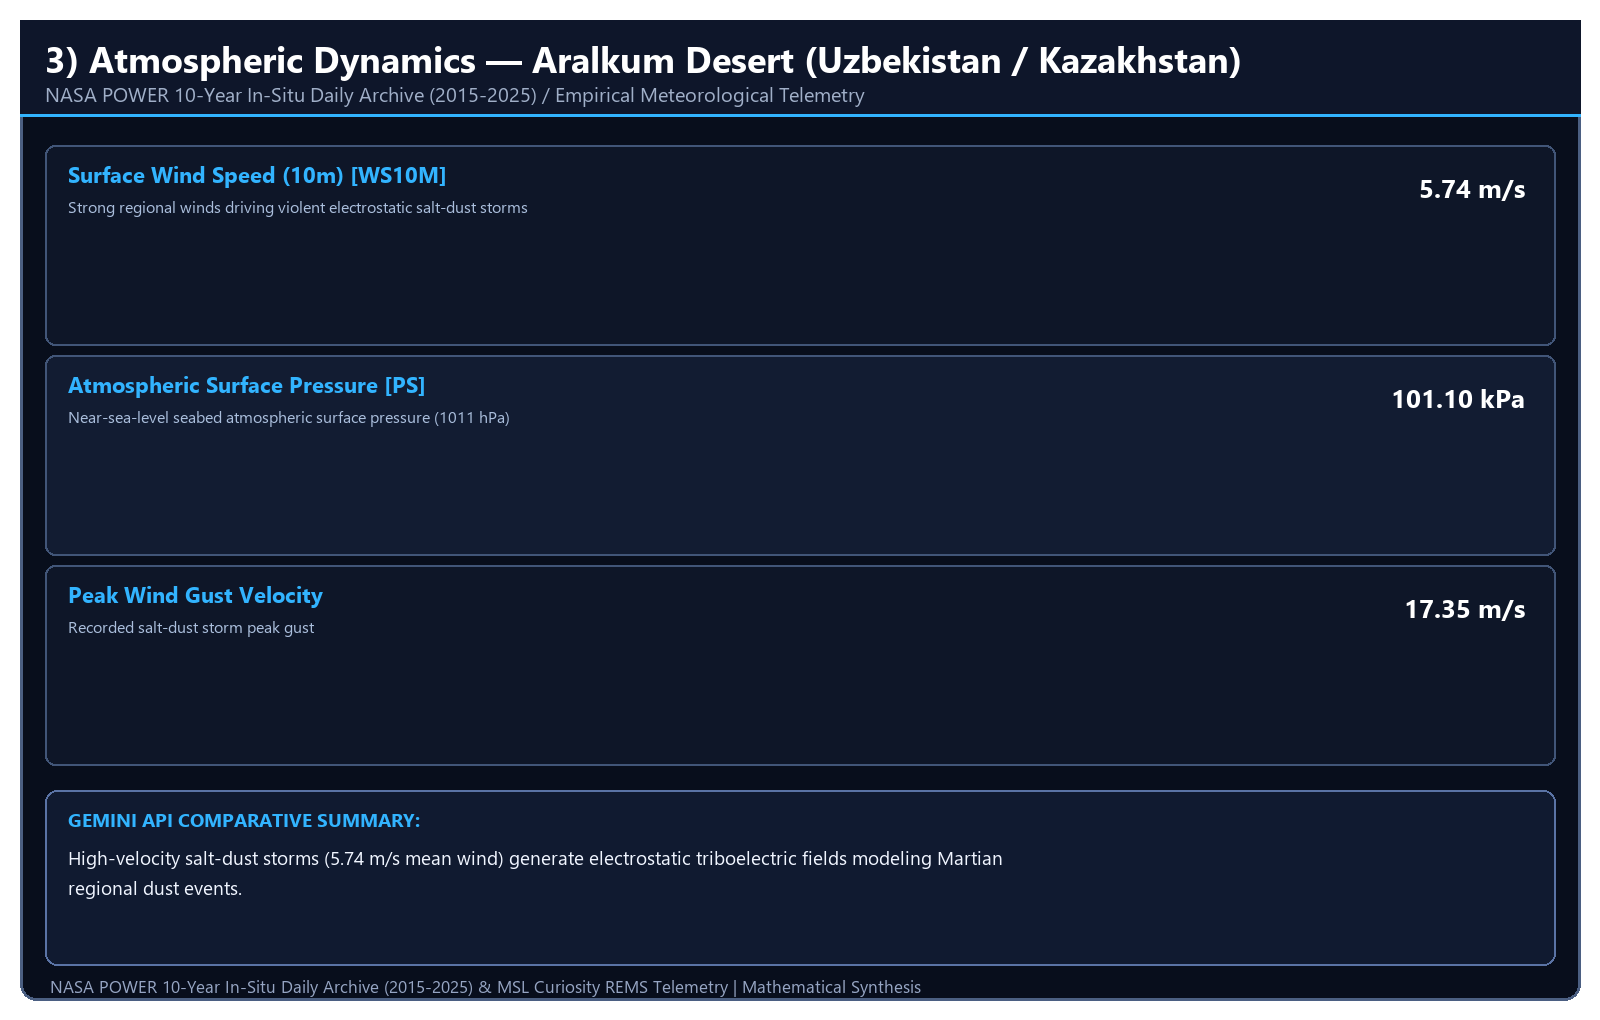 3) Atmospheric Dynamics — Aralkum Desert (Uzbekistan / Kazakhstan)
NASA POWER 10-Year In-Situ Daily Archive (2015-2025) / Empirical Meteorological Telemetry
Surface Wind Speed (10m) [WS10M]
5.74 m/s
Strong regional winds driving violent electrostatic salt-dust storms
Atmospheric Surface Pressure [PS]
101.10 kPa
Near-sea-level seabed atmospheric surface pressure (1011 hPa)
Peak Wind Gust Velocity
17.35 m/s
Recorded salt-dust storm peak gust
GEMINI API COMPARATIVE SUMMARY:
High-velocity salt-dust storms (5.74 m/s mean wind) generate electrostatic triboelectric fields modeling Martian
regional dust events.
NASA POWER 10-Year In-Situ Daily Archive (2015-2025) & MSL Curiosity REMS Telemetry | Mathematical Synthesis